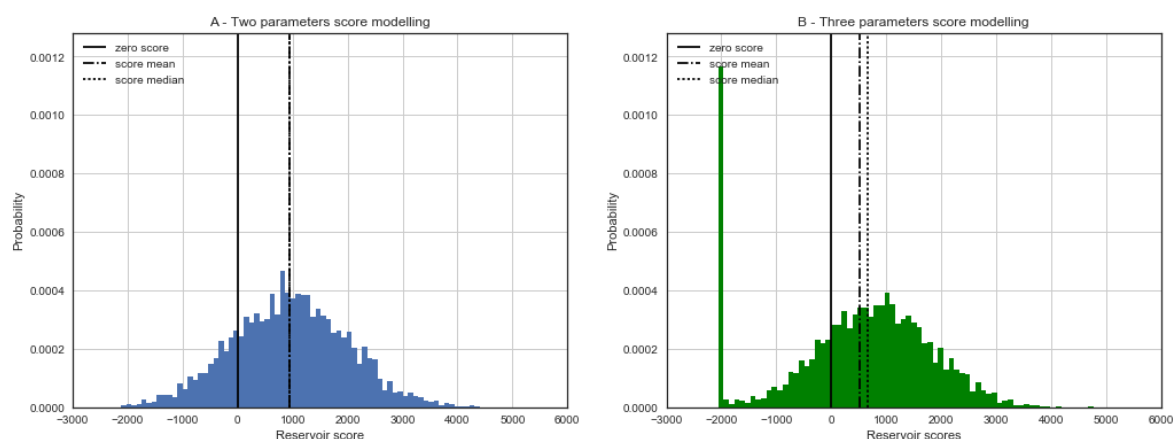 A - Two parameters score modelling
zero score
score mean
score median
0.0012
0.0010
0.0008
0.0006
0.0004
0.0002
0.0000
Probability
−3000 −2000 −1000 0 1000 2000 3000 4000 5000 6000
Reservoir score
B - Three parameters score modelling
zero score
score mean
score median
0.0012
0.0010
0.0008
0.0006
0.0004
0.0002
0.0000
Probability
−3000 −2000 −1000 0 1000 2000 3000 4000 5000 6000
Reservoir scores